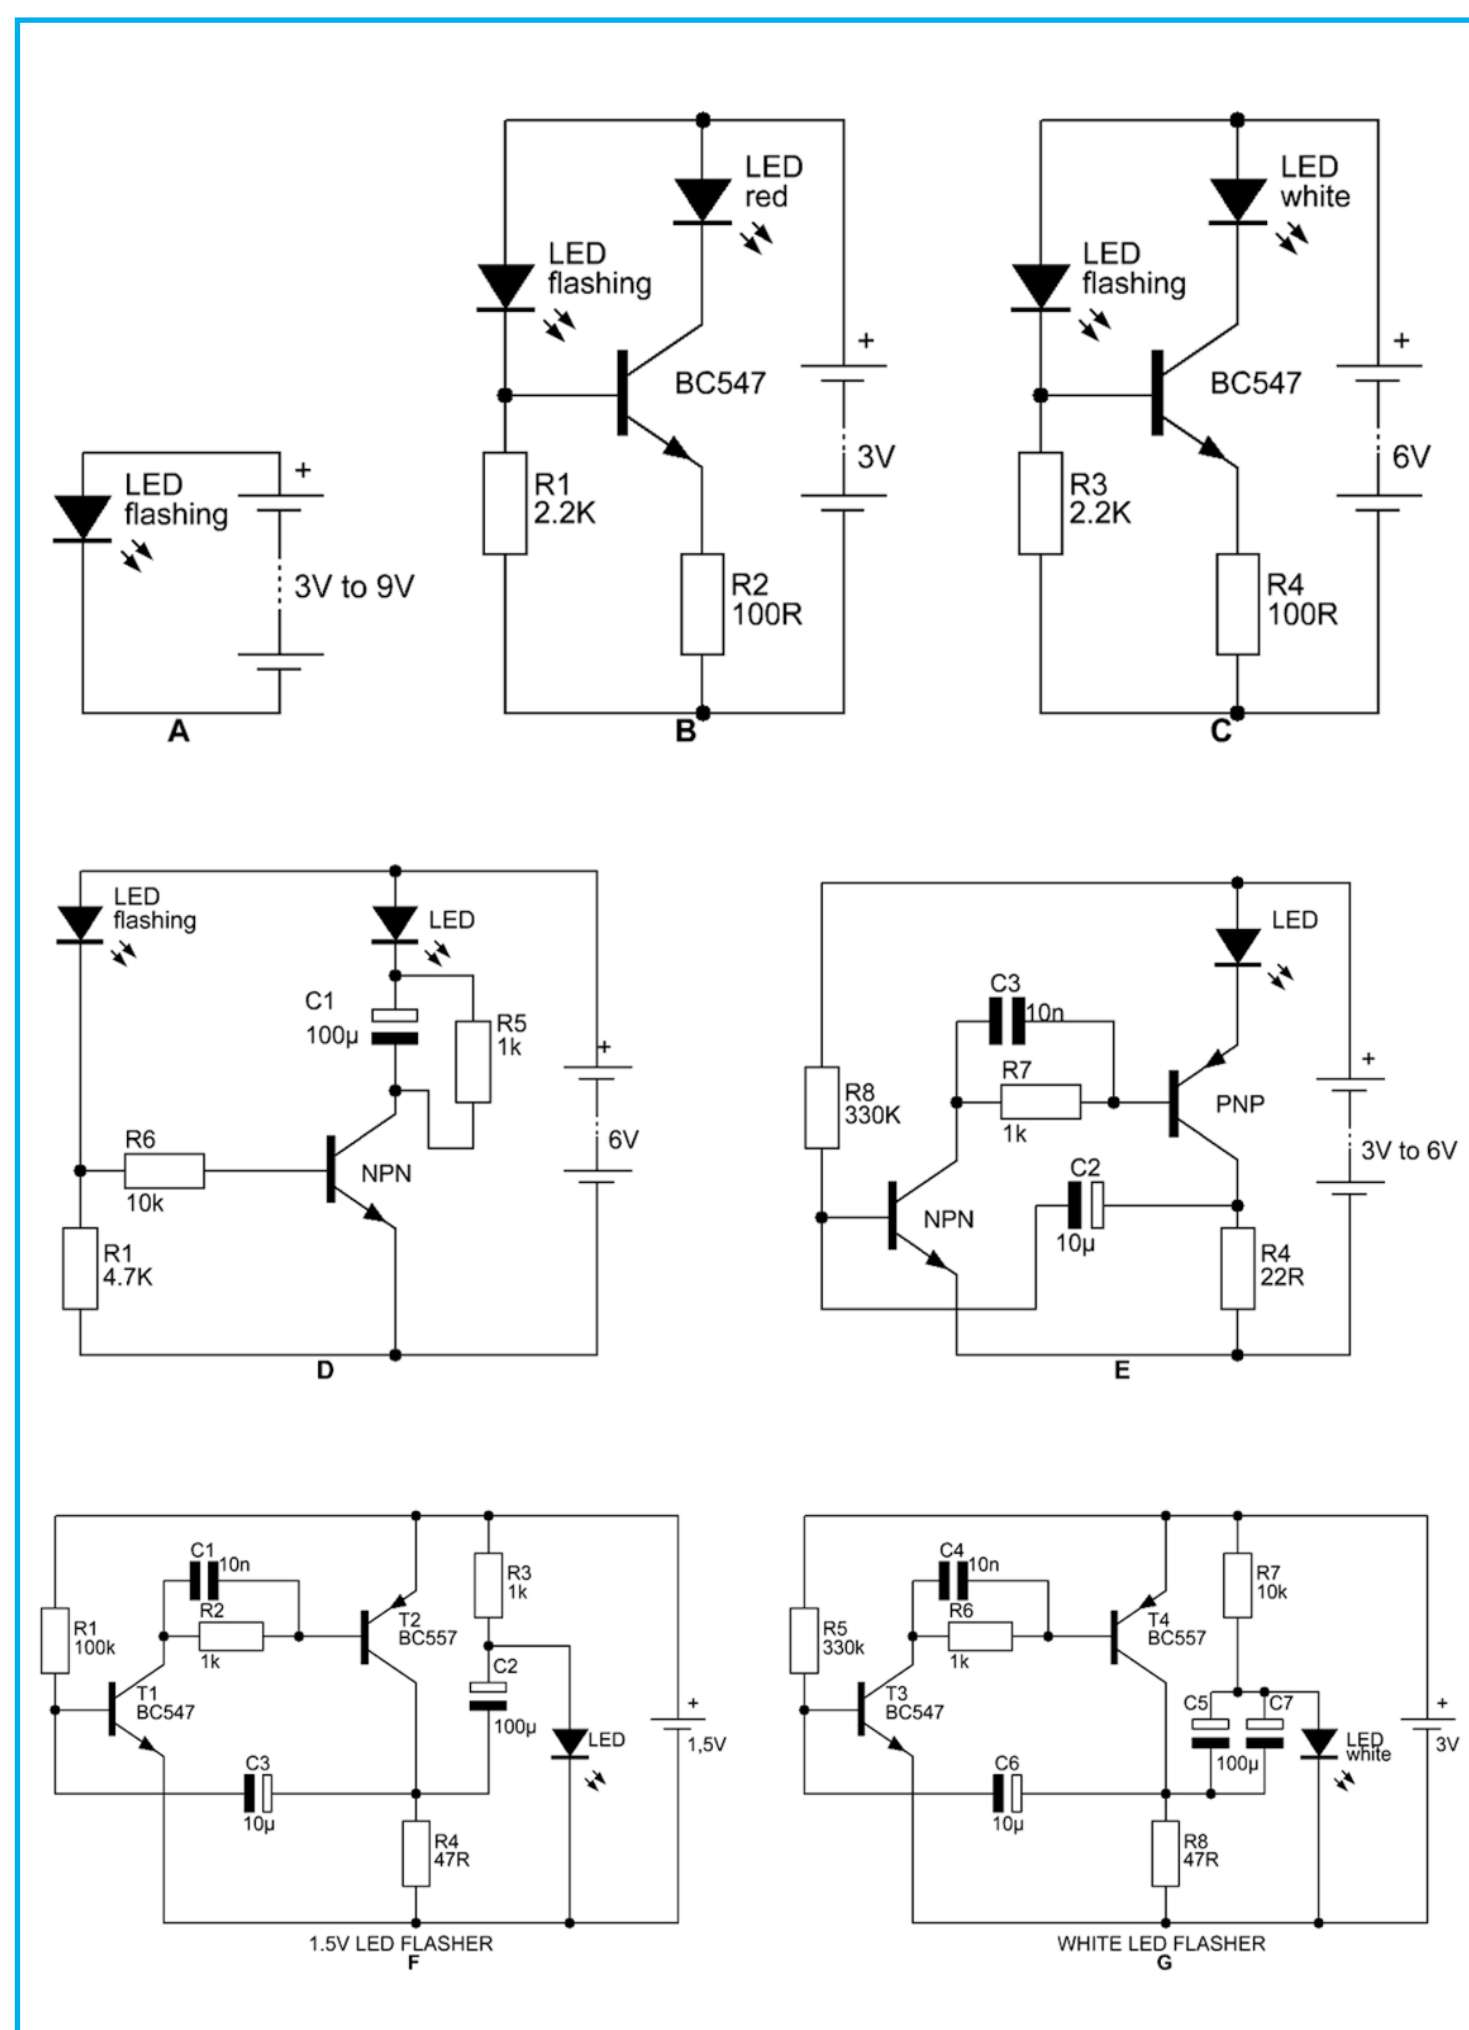 LED
flashing
+
3V to 9V
A
LED
red
LED
flashing
BC547
+
3V
R1
2.2K
R2
100R
B
LED
white
LED
flashing
BC547
+
6V
R3
2.2K
R4
100R
C
LED
flashing
LED
C1
100µ
R5
1k
+
6V
R6
10k
NPN
R1
4.7K
D
LED
C3
10n
R7
1k
R8
330K
PNP
+
3V to 6V
C2
10µ
NPN
R4
22R
E
C1
10n
R2
1k
R1
100k
T1
BC547
T2
BC557
R3
1k
C2
100µ
LED
+
1,5V
C3
10µ
R4
47R
1.5V LED FLASHER
F
C4
10n
R6
1k
R5
330k
T3
BC547
T4
BC557
R7
10k
C5
C7
100µ
LED
white
+
3V
C6
10µ
R8
47R
WHITE LED FLASHER
G